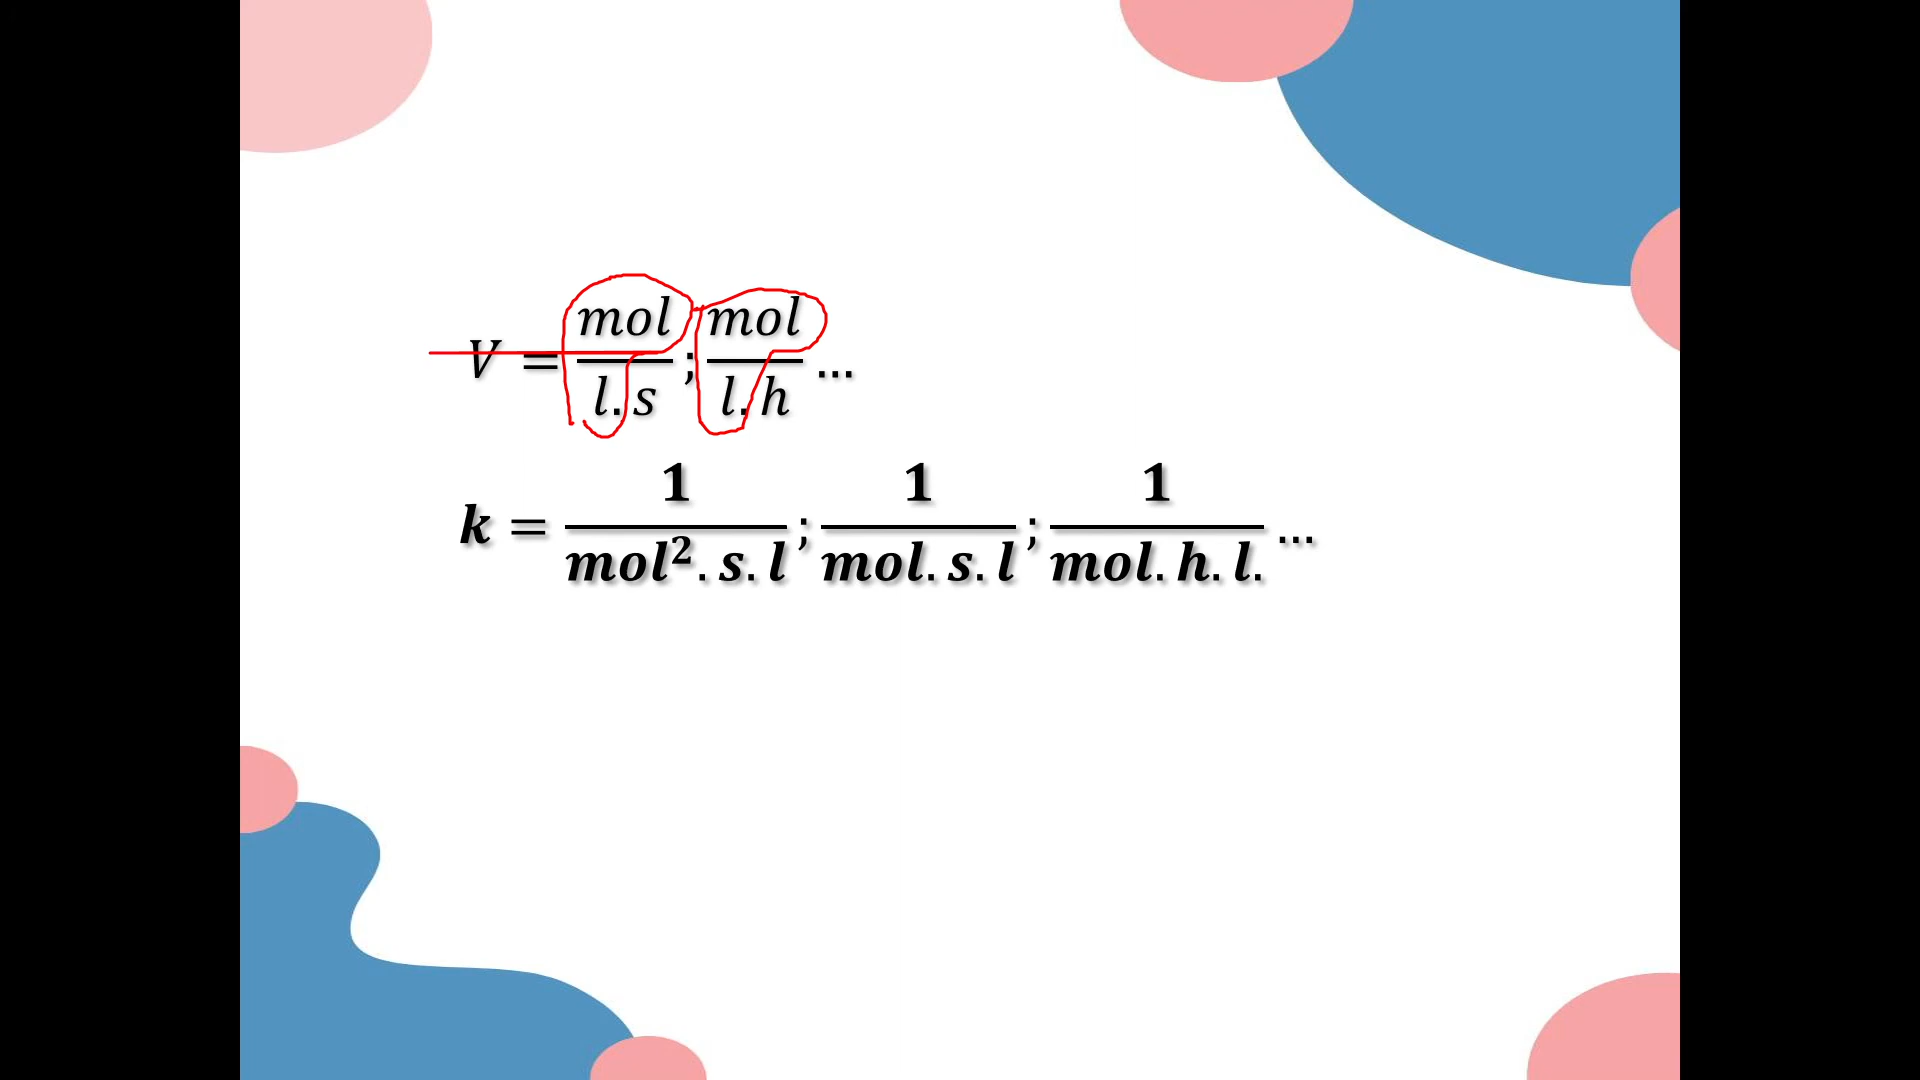 V = mol/l.s ; mol/l.h ...
k = 1/mol².s.l ; 1/mol.s.l ; 1/mol.h.l. ...